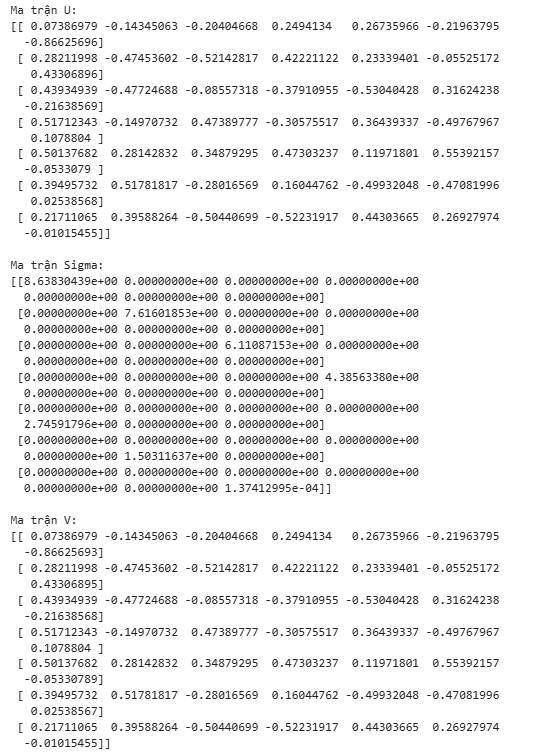 Ma trận U:
[[ 0.07386979 -0.14345063 -0.20404668  0.2494134   0.26735966 -0.21963795
  -0.86625696]
 [ 0.28211998 -0.47453602 -0.52142817  0.42221122  0.23339401 -0.05525172
   0.43306896]
 [ 0.43934939 -0.47724688 -0.08557318 -0.37910955 -0.53040428  0.31624238
  -0.21638569]
 [ 0.51712343 -0.14970732  0.47389777 -0.30575517  0.36439337 -0.49767967
   0.1078804 ]
 [ 0.50137682  0.28142832  0.34879295  0.47303237  0.11971801  0.55392157
  -0.0533079 ]
 [ 0.39495732  0.51781817 -0.28016569  0.16044762 -0.49932048 -0.47081996
   0.02538568]
 [ 0.21711065  0.39588264 -0.50440699 -0.52231917  0.44303665  0.26927974
  -0.01015455]]
Ma trận Sigma:
[[8.63830439e+00 0.00000000e+00 0.00000000e+00 0.00000000e+00
  0.00000000e+00 0.00000000e+00 0.00000000e+00]
 [0.00000000e+00 7.61601853e+00 0.00000000e+00 0.00000000e+00
  0.00000000e+00 0.00000000e+00 0.00000000e+00]
 [0.00000000e+00 0.00000000e+00 6.11087153e+00 0.00000000e+00
  0.00000000e+00 0.00000000e+00 0.00000000e+00]
 [0.00000000e+00 0.00000000e+00 0.00000000e+00 4.38563380e+00
  0.00000000e+00 0.00000000e+00 0.00000000e+00]
 [0.00000000e+00 0.00000000e+00 0.00000000e+00 0.00000000e+00
  2.74591796e+00 0.00000000e+00 0.00000000e+00]
 [0.00000000e+00 0.00000000e+00 0.00000000e+00 0.00000000e+00
  0.00000000e+00 1.50311637e+00 0.00000000e+00]
 [0.00000000e+00 0.00000000e+00 0.00000000e+00 0.00000000e+00
  0.00000000e+00 0.00000000e+00 1.37412995e-04]]
Ma trận V:
[[ 0.07386979 -0.14345063 -0.20404668  0.2494134   0.26735966 -0.21963795
  -0.86625693]
 [ 0.28211998 -0.47453602 -0.52142817  0.42221122  0.23339401 -0.05525172
   0.43306895]
 [ 0.43934939 -0.47724688 -0.08557318 -0.37910955 -0.53040428  0.31624238
  -0.21638568]
 [ 0.51712343 -0.14970732  0.47389777 -0.30575517  0.36439337 -0.49767967
   0.1078804 ]
 [ 0.50137682  0.28142832  0.34879295  0.47303237  0.11971801  0.55392157
  -0.05330789]
 [ 0.39495732  0.51781817 -0.28016569  0.16044762 -0.49932048 -0.47081996
   0.02538567]
 [ 0.21711065  0.39588264 -0.50440699 -0.52231917  0.44303665  0.26927974
  -0.01015455]]